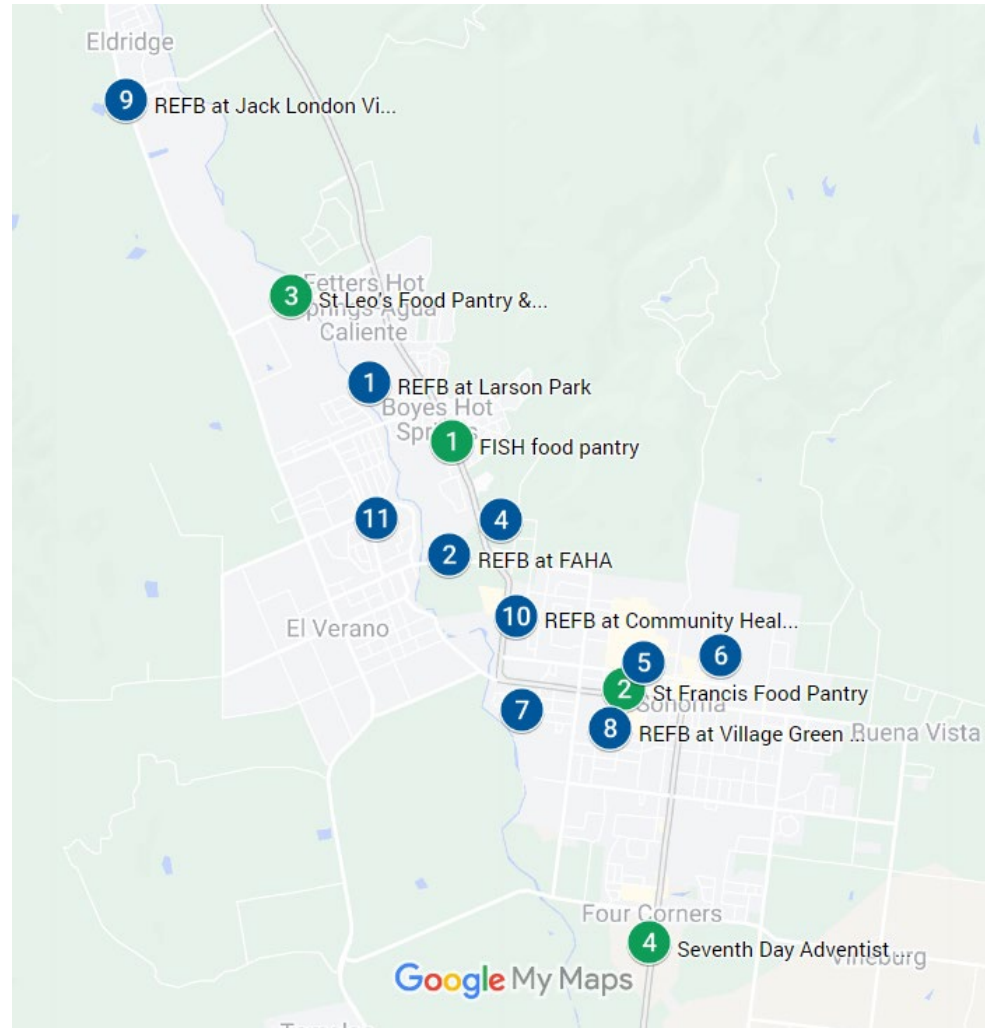 Eldridge
9 REFB at Jack London Vi...
Fetters Hot
3 St Leo's Food Pantry &...
Caliente
1 REFB at Larson Park
Boyes Hot
1 FISH food pantry
11
4
2 REFB at FAHA
10 REFB at Community Heal...
El Verano
5
6
2 St Francis Food Pantry
Sonoma
7
8 REFB at Village Green ...
Buena Vista
Four Corners
4 Seventh Day Adventist ...
Vineburg
Google My Maps